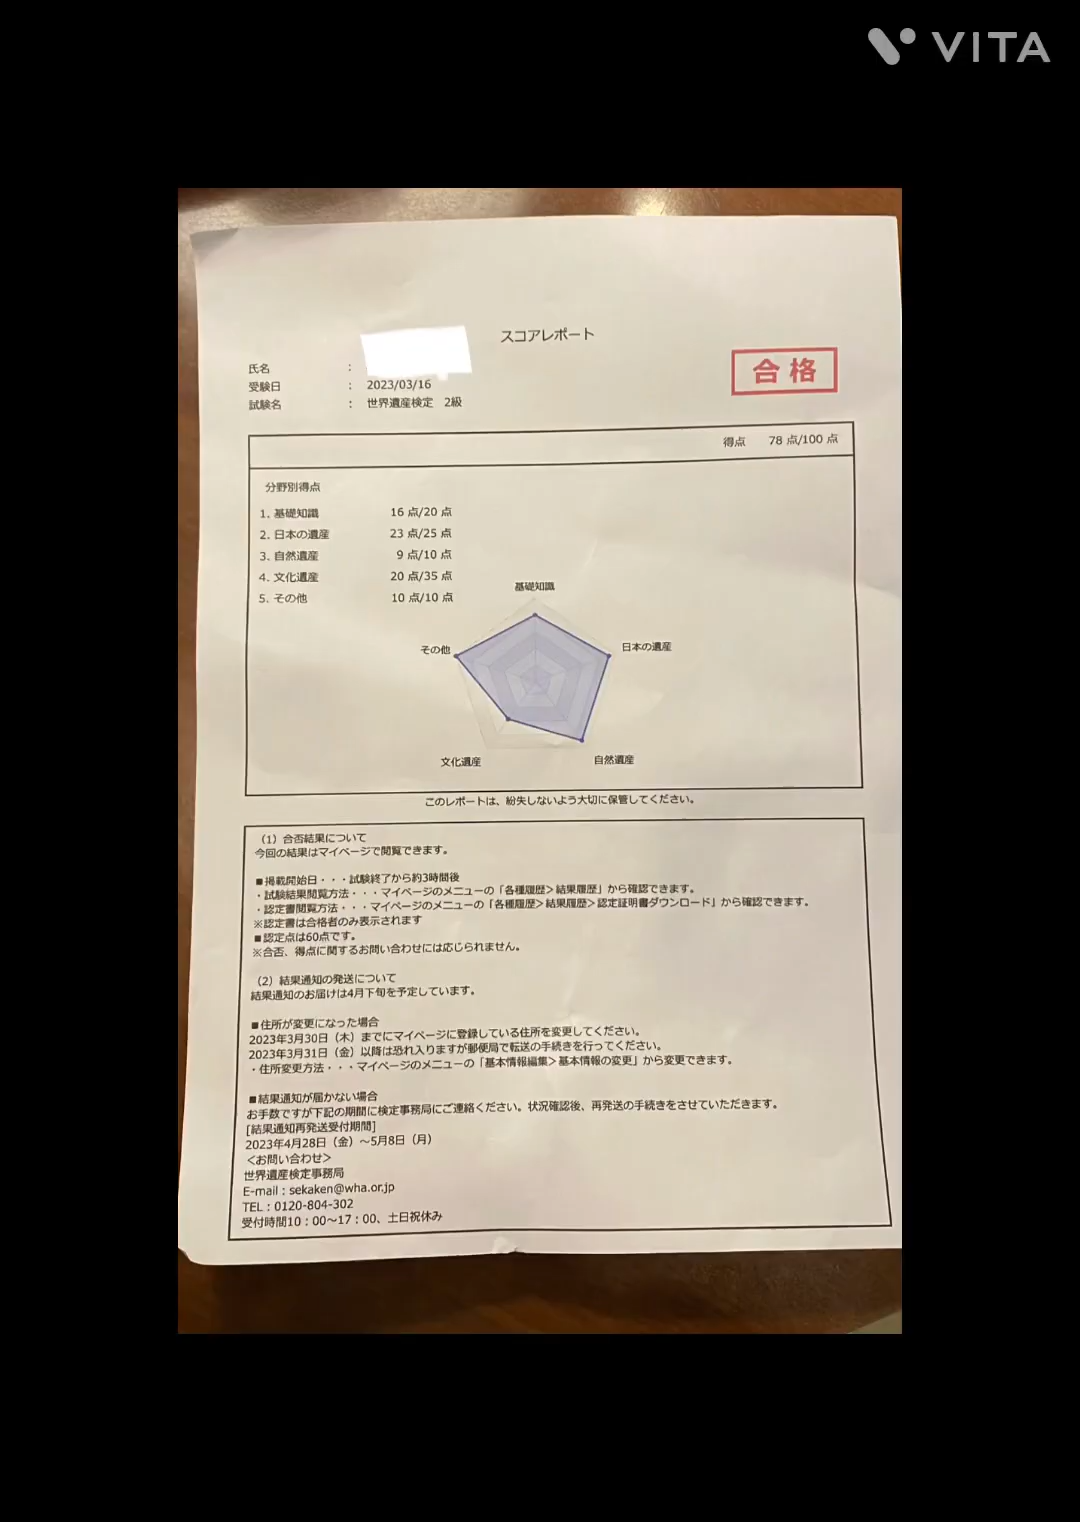 VITA
スコアレポート
氏名 :
合格
受験日 : 2023/03/16
試験名 : 世界遺産検定 2級
得点 78 点/100 点
分野別得点
1. 基礎知識 16 点/20 点
2. 日本の遺産 23 点/25 点
3. 自然遺産 9 点/10 点
4. 文化遺産 20 点/35 点
5. その他 10 点/10 点
基礎知識
その他
日本の遺産
文化遺産
自然遺産
このレポートは、紛失しないよう大切に保管してください。
（1）合否結果について
今回の結果はマイページで閲覧できます。
■掲載開始日・・・試験終了から約3時間後
・試験結果閲覧方法・・・マイページのメニューの「各種履歴>結果履歴」から確認できます。
・認定書閲覧方法・・・マイページのメニューの「各種履歴>結果履歴>認定証明書ダウンロード」から確認できます。
※認定書は合格者のみ表示されます
■認定点は60点です。
※合否、得点に関するお問い合わせには応じられません。
（2）結果通知の発送について
結果通知のお届けは4月下旬を予定しています。
■住所が変更になった場合
2023年3月30日（木）までにマイページに登録している住所を変更してください。
2023年3月31日（金）以降は恐れ入りますが郵便局で転送の手続きを行ってください。
・住所変更方法・・・マイページのメニューの「基本情報編集>基本情報の変更」から変更できます。
■結果通知が届かない場合
お手数ですが下記の期間に検定事務局にご連絡ください。状況確認後、再発送の手続きをさせていただきます。
[結果通知再発送受付期間]
2023年4月28日（金）～5月8日（月）
<お問い合わせ>
世界遺産検定事務局
E-mail：sekaken@wha.or.jp
TEL：0120-804-302
受付時間10：00～17：00、土日祝休み